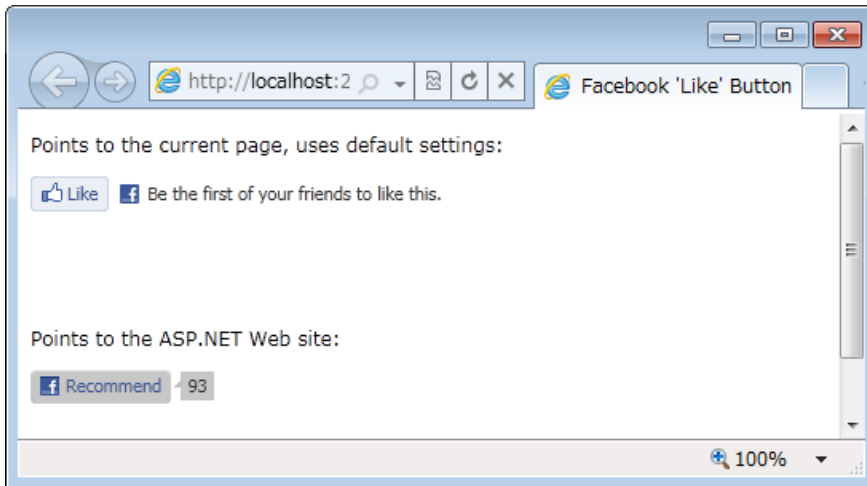 http://localhost:2
Facebook 'Like' Button
Points to the current page, uses default settings:
Like
Be the first of your friends to like this.
Points to the ASP.NET Web site:
Recommend
93
100%